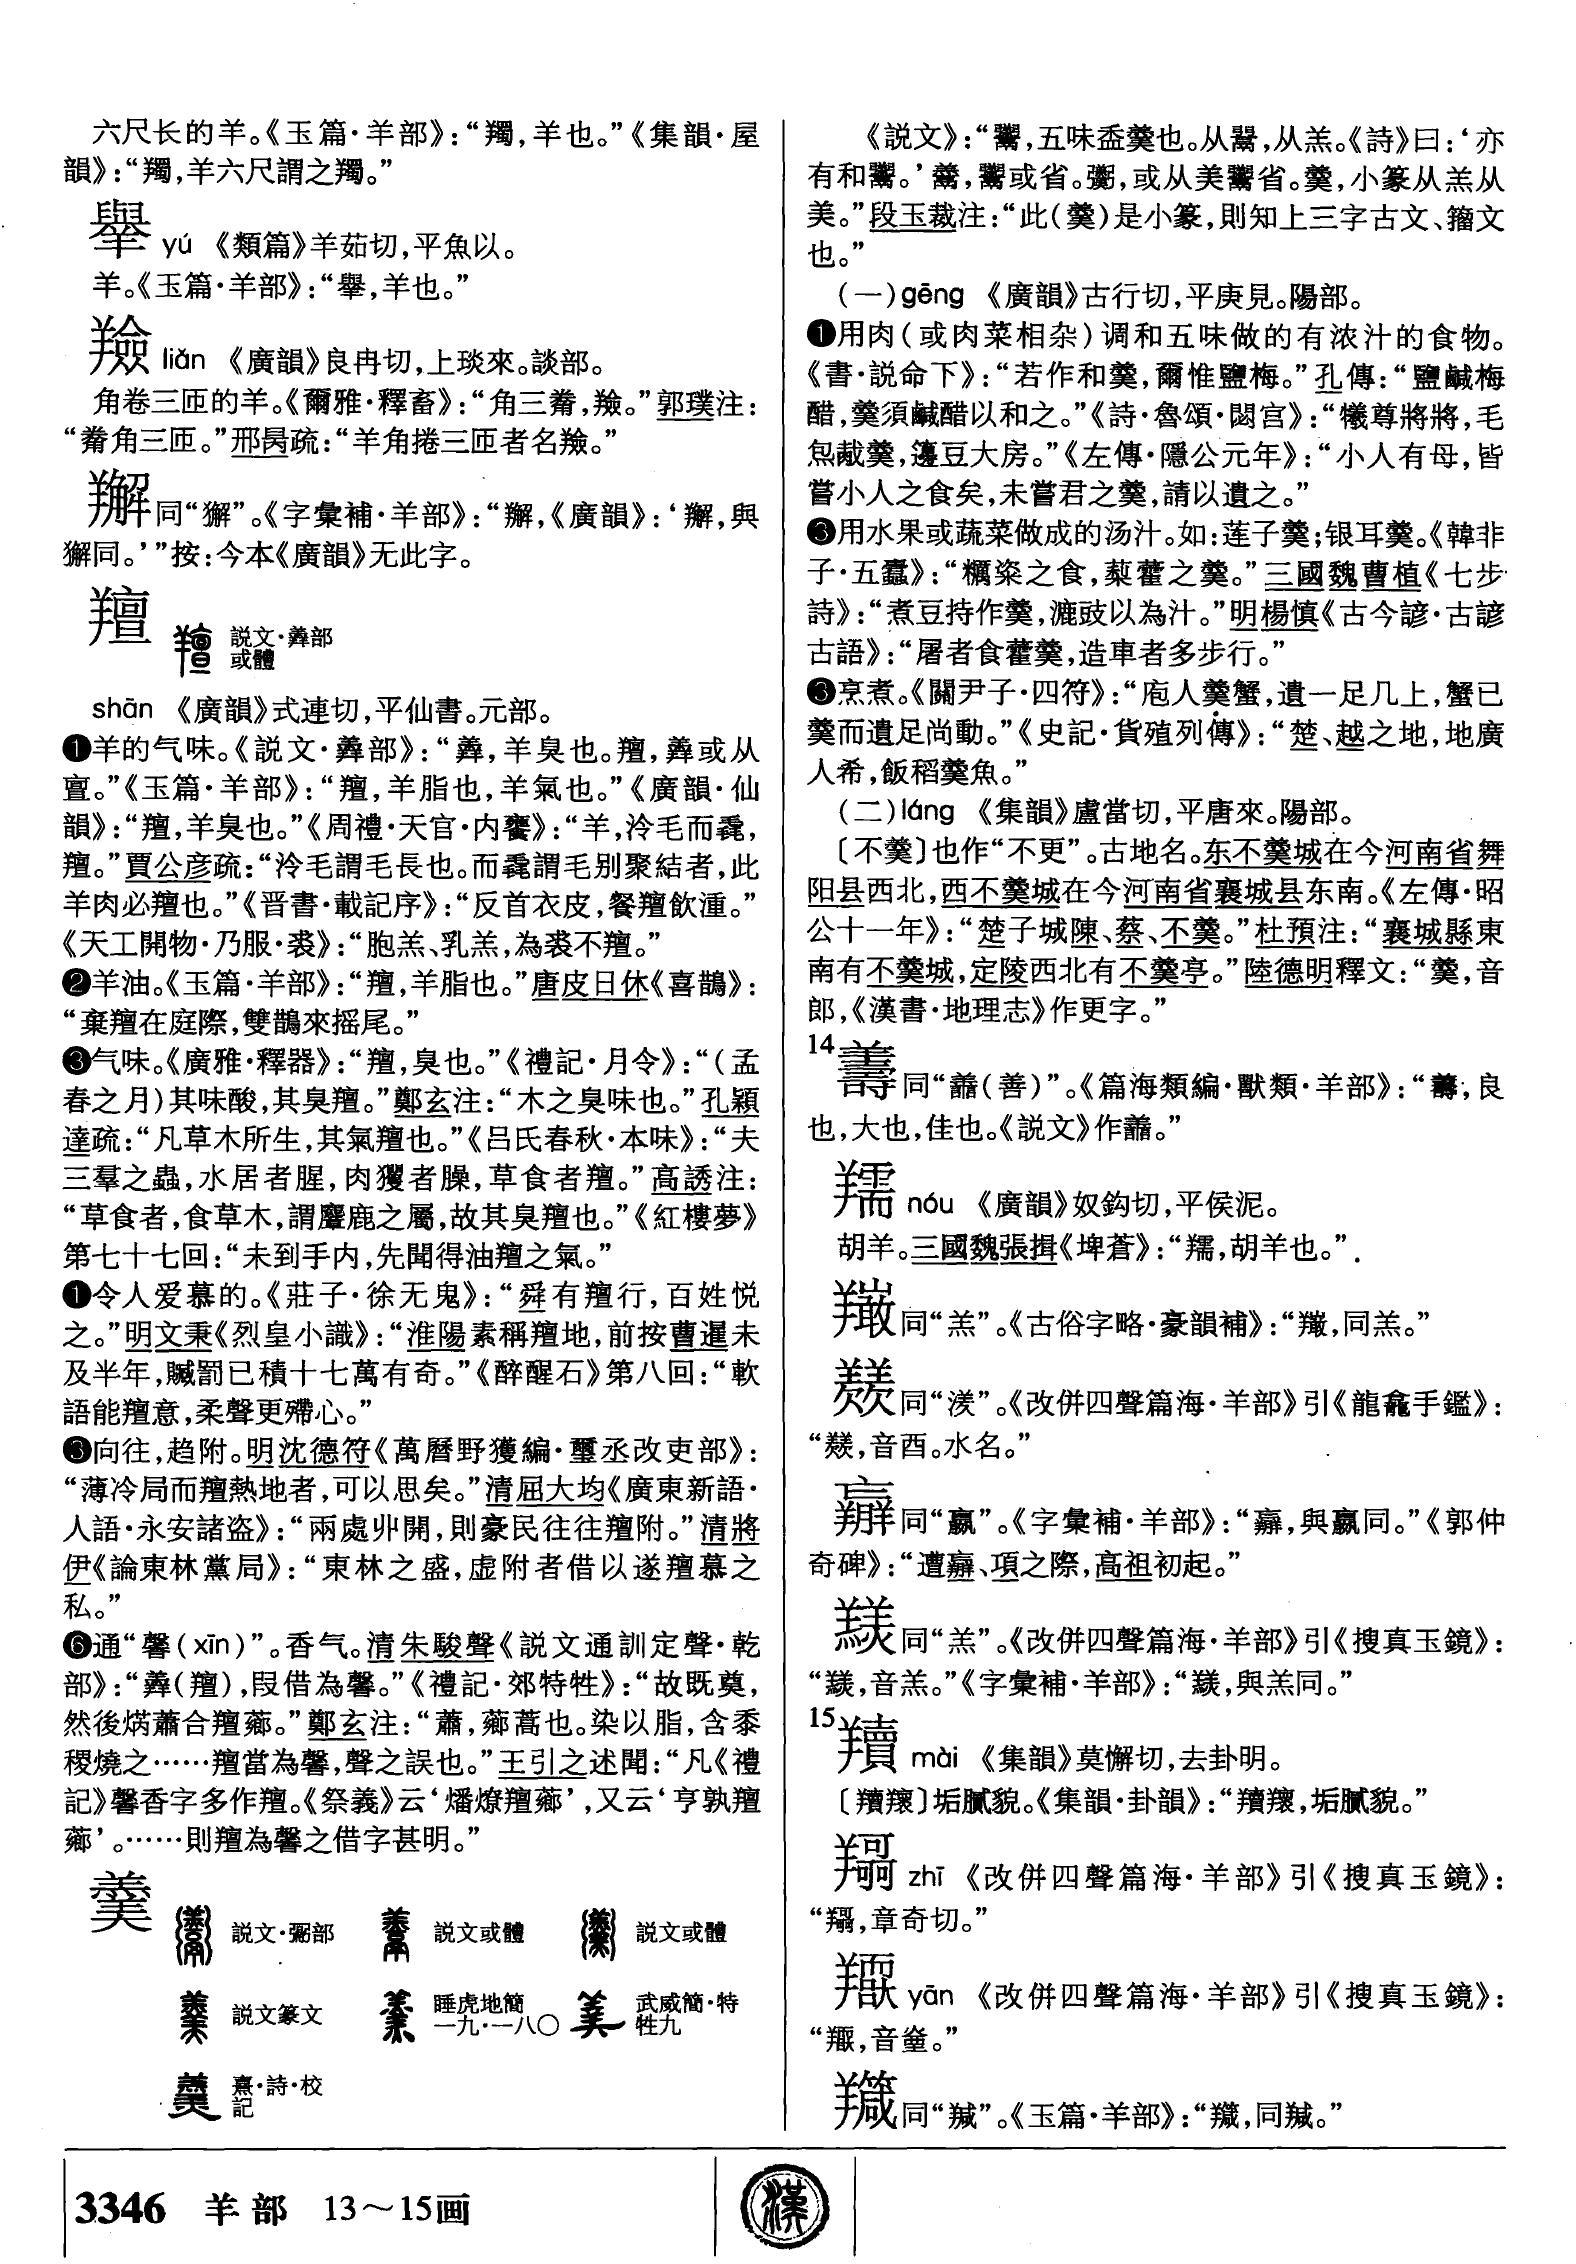 六尺长的羊。《玉篇·羊部》：“羱，羊也。”《集韻·屋
韻》：“羊六尺謂之
yú 《類篇》羊茹切，平魚以。
羊。《玉篇·羊部》：“羊也。”
羷 liǎn 《廣韻》良冉切，上琰來。談部。
角卷三匝的羊。《爾雅·釋畜》：“角三觠，羷。”郭璞注：
“觠角三匝。”邢昺疏：“羊角捲三匝者名羷。”
同“獬”。《字彙補·羊部》：“《廣韻》：‘與
獬同。’”按：今本《廣韻》无此字。
羶
説文·羴部
或體
shān 《廣韻》式連切，平仙書。元部。
❶羊的气味。《説文·羴部》：“羴，羊臭也。羶，羴或从
亶。”《玉篇·羊部》：“羶，羊脂也，羊氣也。”《廣韻·仙
韻》：“羶，羊臭也。”《周禮·天官·内饔》：“羊，泠毛而毳，
羶。”賈公彦疏：“泠毛謂毛長也。而毳謂毛别聚結者，此
羊肉必羶也。”《晋書·載記序》：“反首衣皮，餐羶飲湩。”
《天工開物·乃服·裘》：“胞羔、乳羔，為裘不羶。”
❷羊油。《玉篇·羊部》：“羶，羊脂也。”唐皮日休《喜鵲》：
“棄羶在庭際，雙鵲來摇尾。”
❸气味。《廣雅·釋器》：“羶，臭也。”《禮記·月令》：“（孟
春之月）其味酸，其臭羶。”鄭玄注：“木之臭味也。”孔穎
達疏：“凡草木所生，其氣羶也。”《吕氏春秋·本味》：“夫
三羣之蟲，水居者腥，肉玃者臊，草食者羶。”高誘注：
“草食者，食草木，謂麞鹿之屬，故其臭羶也。”《紅樓夢》
第七十七回：“未到手内，先聞得油羶之氣。”
❶令人爱慕的。《莊子·徐无鬼》：“舜有羶行，百姓悦
之。”明文秉《烈皇小識》：“淮陽素稱羶地，前按曹暹未
及半年，贓罰已積十七萬有奇。”《醉醒石》第八回：“軟
語能羶意，柔聲更殢心。”
❸向往，趋附。明沈德符《萬曆野獲編·璽丞改吏部》：
“薄冷局而羶熱地者，可以思矣。”清屈大均《廣東新語·
人語·永安諸盗》：“兩處丱開，則豪民往往羶附。”清將
伊《論東林黨局》：“東林之盛，虚附者借以遂羶慕之
私。”
❻通“馨（xīn）”。香气。清朱駿聲《説文通訓定聲·乾
部》：“羴（羶），叚借為馨。”《禮記·郊特牲》：“故既奠，
然後焫蕭合羶薌。”鄭玄注：“蕭，薌蒿也。染以脂，含黍
稷燒之……羶當為馨，聲之誤也。”王引之述聞：“凡《禮
記》馨香字多作羶。《祭義》云‘燔燎羶薌’，又云‘亨孰羶
薌’。……則羶為馨之借字甚明。”
羹
説文·弼部 説文或體 説文或體
説文篆文 睡虎地簡 一九·一八〇 武威簡·特 牲九
熹·詩·校
記
《説文》：“𩱧，五味盉羹也。从䰜，从羔。《詩》曰：‘亦
有和𩱧。’𩱧或省。或从美𩱧省。羹，小篆从羔从
美。”段玉裁注：“此（羹）是小篆，則知上三字古文、籀文
也。”
（一）gēng 《廣韻》古行切，平庚見。陽部。
❶用肉（或肉菜相杂）调和五味做的有浓汁的食物。
《書·説命下》：“若作和羹，爾惟鹽梅。”孔傳：“鹽鹹梅
醋，羹須鹹醋以和之。”《詩·魯頌·閟宫》：“犧尊將將，毛
炰胾羹，籩豆大房。”《左傳·隱公元年》：“小人有母，皆
嘗小人之食矣，未嘗君之羹，請以遺之。”
❸用水果或蔬菜做成的汤汁。如：莲子羹；银耳羹。《韓非
子·五蠹》：“糲粢之食，藜藿之羹。”三國魏曹植《七步
詩》：“煮豆持作羹，漉豉以為汁。”明楊慎《古今諺·古諺
古語》：“屠者食藿羹，造車者多步行。”
❸烹煮。《關尹子·四符》：“庖人羹蟹，遺一足几上，蟹已
羹而遺足尚動。”《史記·貨殖列傳》：“楚、越之地，地廣
人希，飯稻羹魚。”
（二）láng 《集韻》盧當切，平唐來。陽部。
〔不羹〕也作“不更”。古地名。东不羹城在今河南省舞
阳县西北，西不羹城在今河南省襄城县东南。《左傳·昭
公十一年》：“楚子城陳、蔡、不羹。”杜預注：“襄城縣東
南有不羹城，定陵西北有不羹亭。”陸德明釋文：“羹，音
郎，《漢書·地理志》作更字。”
14 同“譱（善）”。《篇海類編·獸類·羊部》：“良
也，大也，佳也。《説文》作譱。”
羺 nóu 《廣韻》奴鈎切，平侯泥。
胡羊。三國魏張揖《埤蒼》：“羺，胡羊也。”
同“羔”。《古俗字略·豪韻補》：“同羔。”
同“羑”。《改併四聲篇海·羊部》引《龍龕手鑑》：
“音酉。水名。”
同“嬴”。《字彙補·羊部》：“與嬴同。”《郭仲
奇碑》：“遭、項之際，高祖初起。”
同“羔”。《改併四聲篇海·羊部》引《搜真玉鏡》：
“音羔。”《字彙補·羊部》：“與羔同。”
15 mài 《集韻》莫懈切，去卦明。
垢腻貌。《集韻·卦韻》：“垢膩貌。”
zhī 《改併四聲篇海·羊部》引《搜真玉鏡》：
“章奇切。”
yān 《改併四聲篇海·羊部》引《搜真玉鏡》：
“音
同“羬”。《玉篇·羊部》：“同羬。”
3346 羊部 13～15画
漢